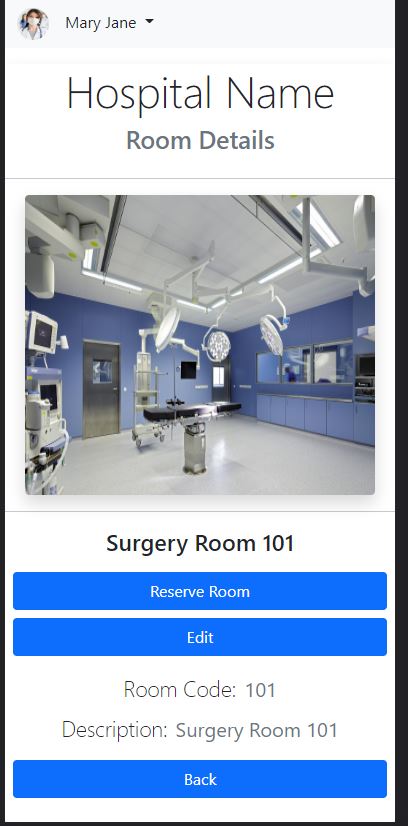 Mary Jane
Hospital Name
Room Details
Surgery Room 101
Reserve Room
Edit
Room Code: 101
Description: Surgery Room 101
Back